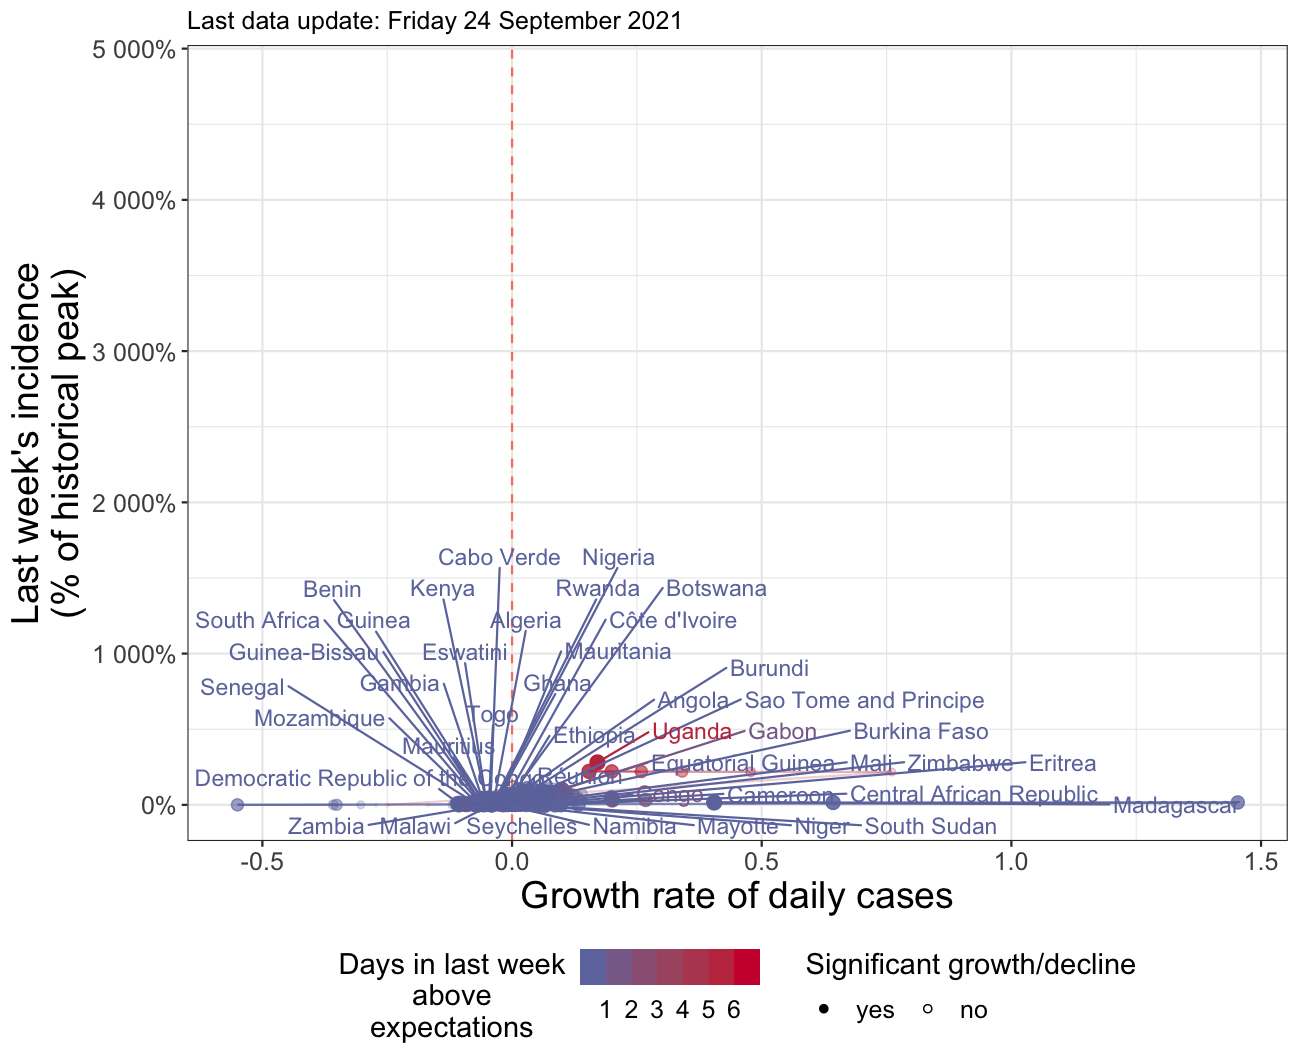 Last data update: Friday 24 September 2021
Last week's incidence
(% of historical peak)
5 000%
4 000%
3 000%
2 000%
1 000%
0%
Cabo Verde
Nigeria
Benin
Kenya
Rwanda
Botswana
South Africa
Guinea
Algeria
Côte d'Ivoire
Guinea-Bissau
Eswatini
Mauritania
Burundi
Senegal
Gambia
Ghana
Angola
Sao Tome and Principe
Mozambique
Togo
Ethiopia
Uganda
Gabon
Burkina Faso
Mauritius
Equatorial Guinea
Mali
Zimbabwe
Eritrea
Democratic Republic of the Congo
Réunion
Congo
Cameroon
Central African Republic
Madagascar
Zambia
Malawi
Seychelles
Namibia
Mayotte
Niger
South Sudan
-0.5 0.0 0.5 1.0 1.5
Growth rate of daily cases
Days in last week
above
expectations
1 2 3 4 5 6
Significant growth/decline
yes no